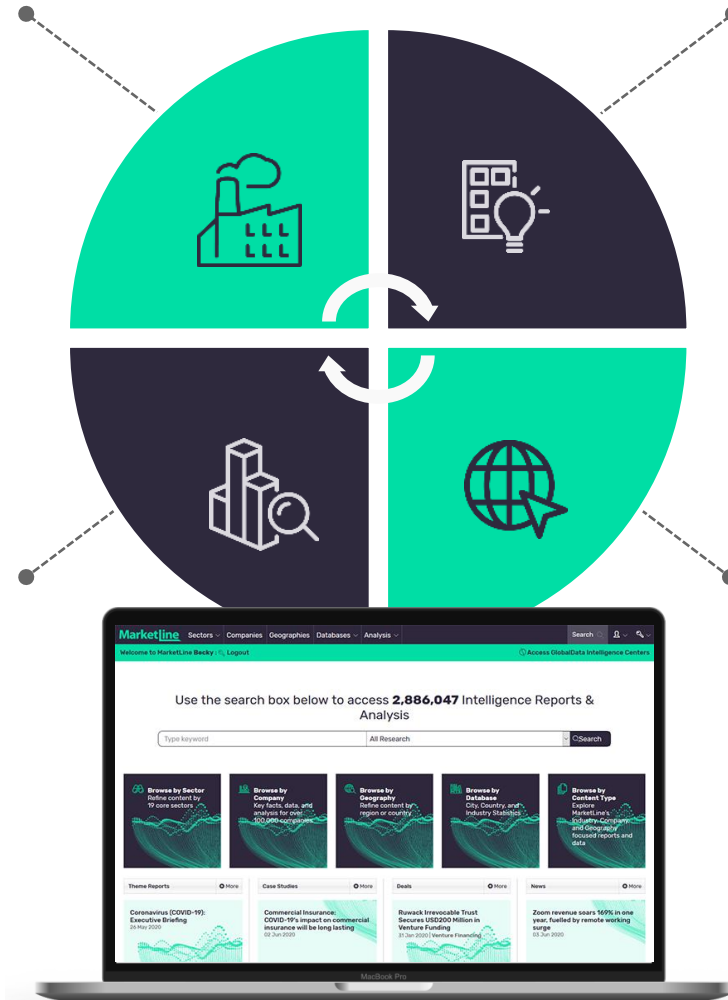 MarketLine Sectors Companies Geographies Databases Analysis Search
Welcome to MarketLine Becky: Logout Access GlobalData Intelligence Centers
Use the search box below to access 2,886,047 Intelligence Reports &
Analysis
Type keyword All Research Search
Browse by Sector
Refine content by
19 core sectors
Browse by
Company
Key facts, data, and
analysis for over
100,000 companies
Browse by
Geography
Refine content by
region or country
Browse by
Database
City, Country, and
Industry Statistics
Browse by
Content Type
Explore
MarketLine's
Industry, Company,
and Geography
focused reports and
data
Theme Reports More
Case Studies More
Deals More
News More
Coronavirus (COVID-19):
Executive Briefing
26 May 2020
Commercial Insurance:
COVID-19's impact on commercial
insurance will be long lasting
02 Jun 2020
Ruwack Irrevocable Trust
Secures USD200 Million in
Venture Funding
31 Jan 2020 | Venture Financing
Zoom revenue soars 169% in one
year, fuelled by remote working
surge
03 Jun 2020
MacBook Pro